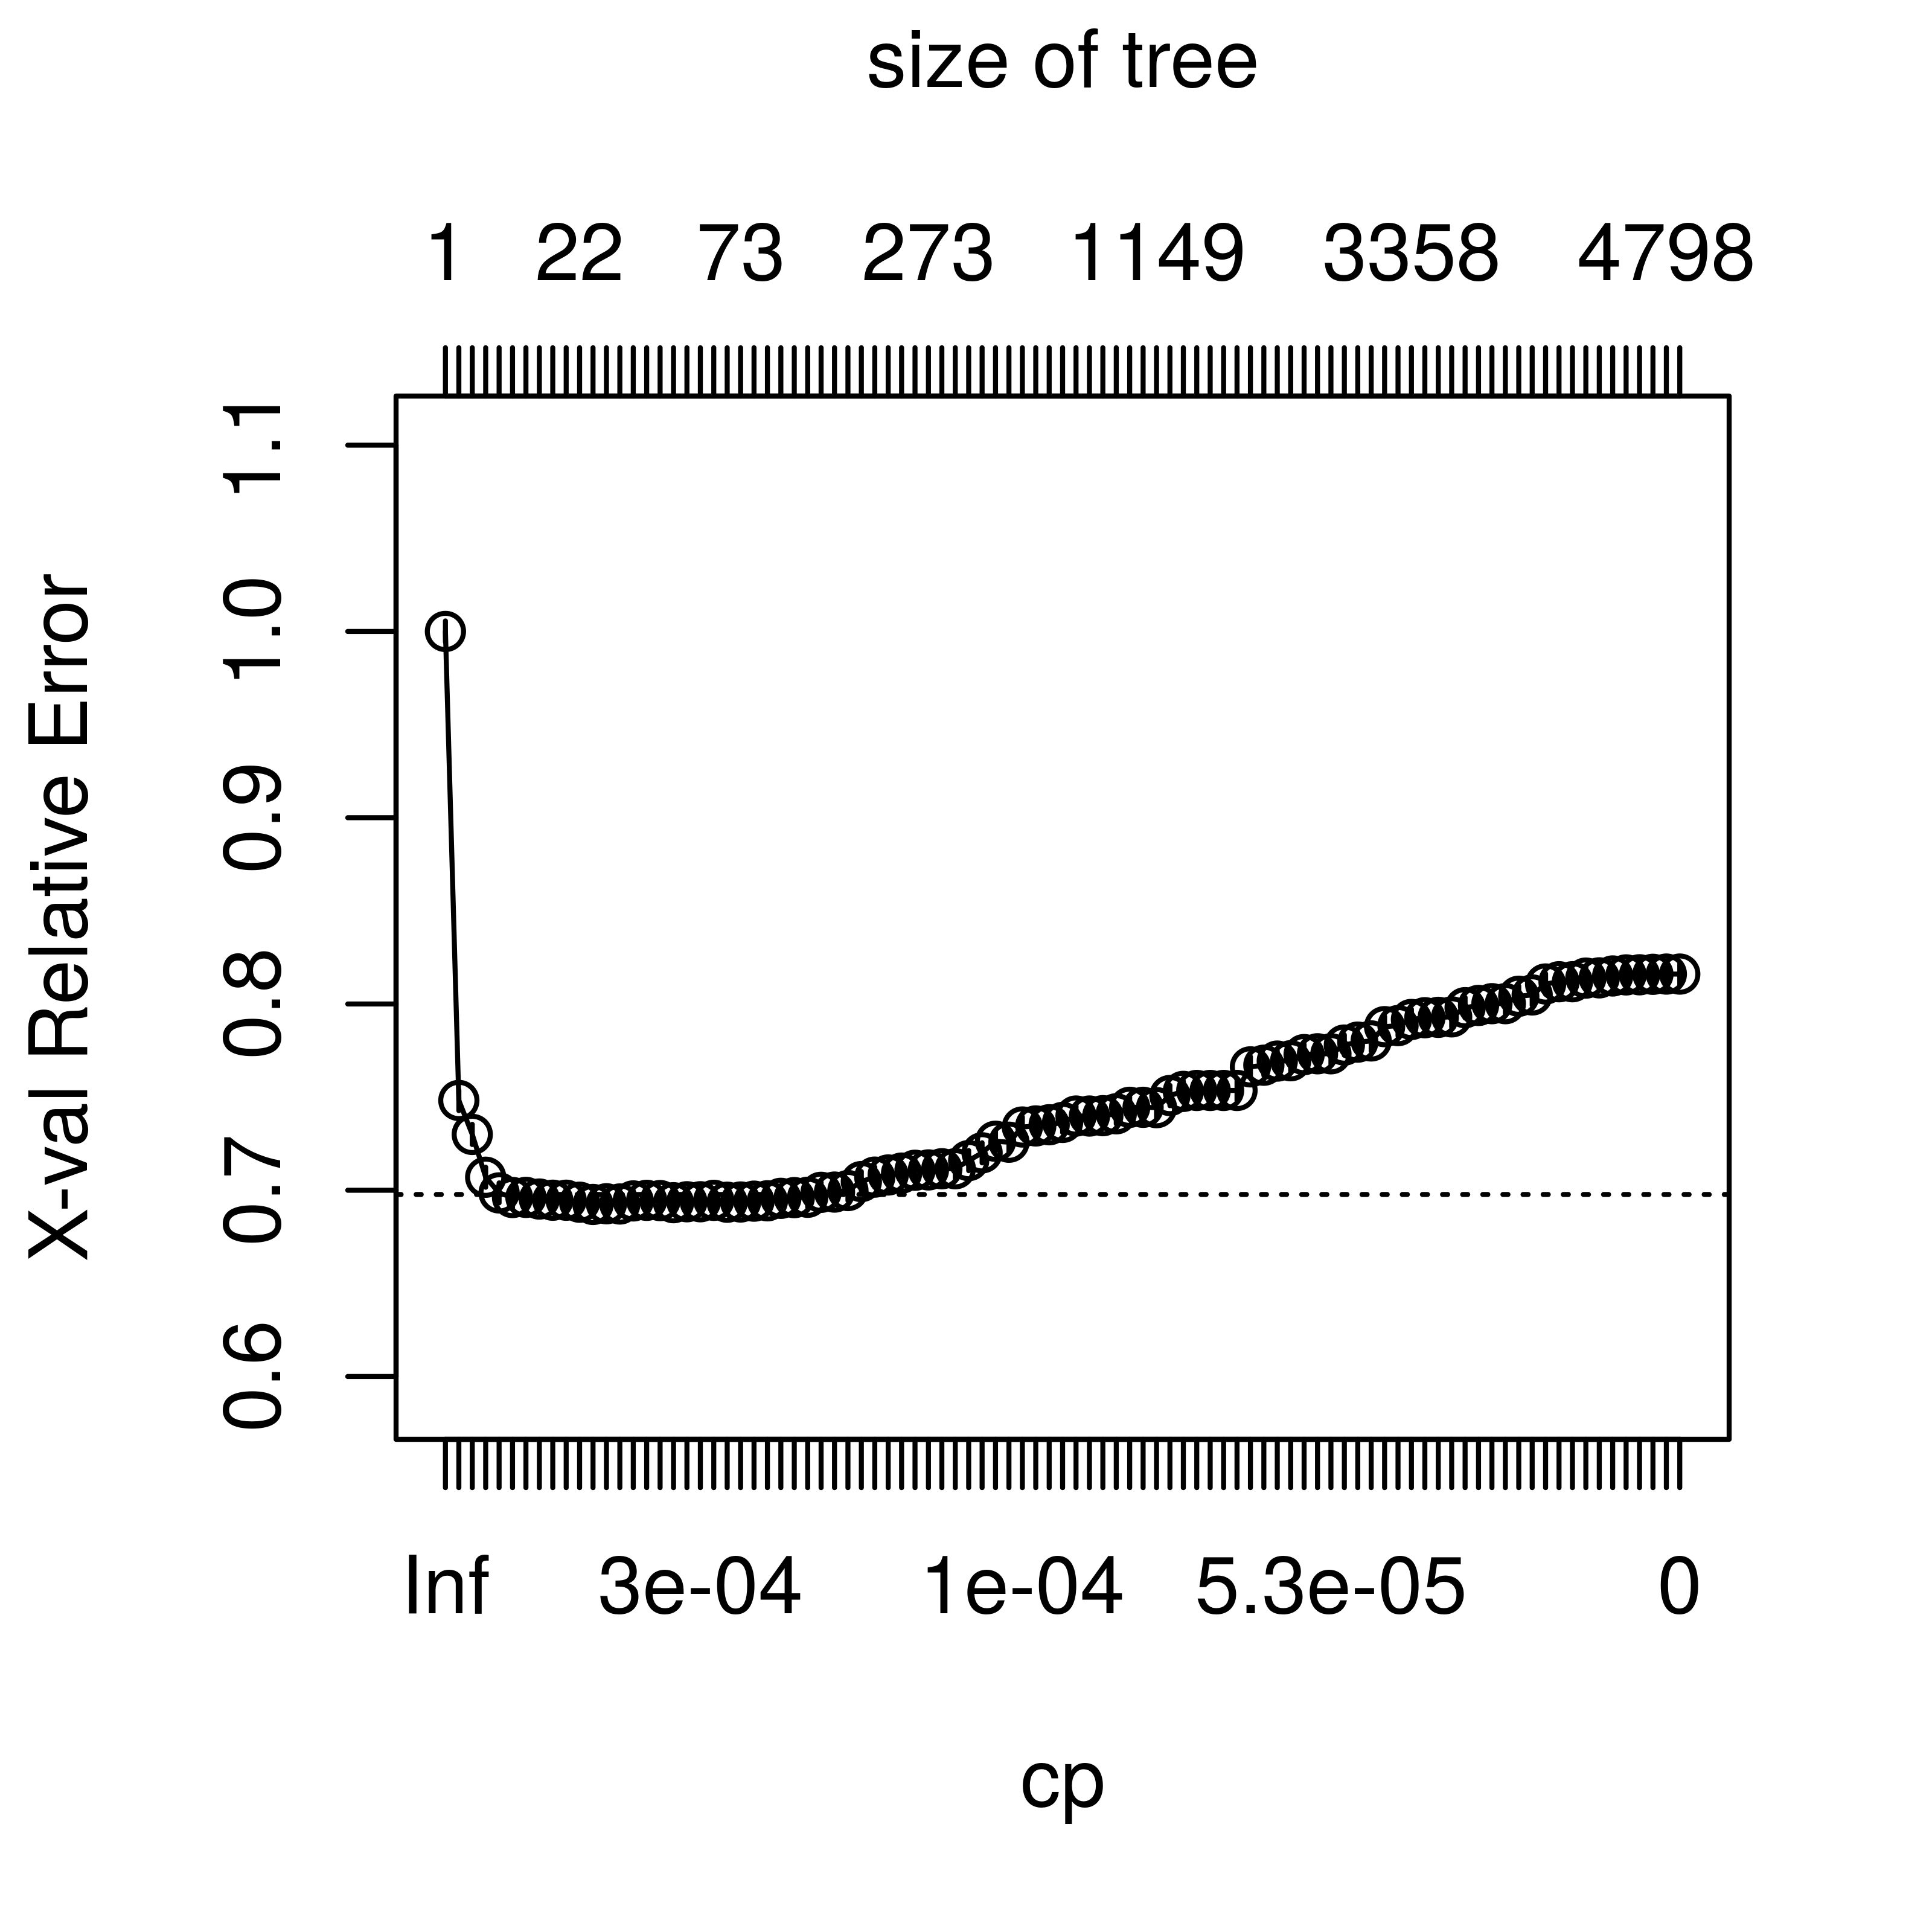 size of tree
1 22 73 273 1149 3358 4798
X-val Relative Error
1.1
1.0
0.9
0.8
0.7
0.6
Inf 3e-04 1e-04 5.3e-05 0
cp